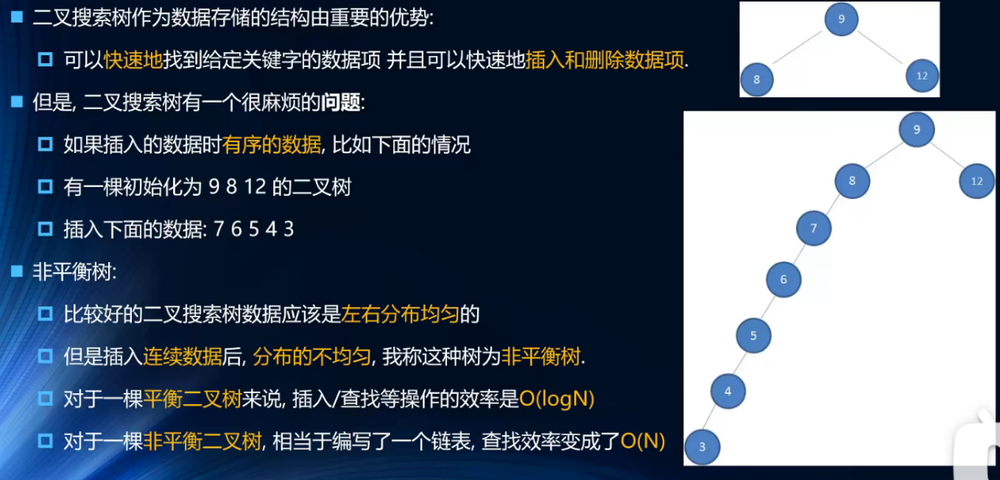 二叉搜索树作为数据存储的结构由重要的优势:
可以快速地找到给定关键字的数据项 并且可以快速地插入和删除数据项.
但是, 二叉搜索树有一个很麻烦的问题:
如果插入的数据时有序的数据, 比如下面的情况
有一棵初始化为 9 8 12 的二叉树
插入下面的数据: 7 6 5 4 3
非平衡树:
比较好的二叉搜索树数据应该是左右分布均匀的
但是插入连续数据后, 分布的不均匀, 我称这种树为非平衡树.
对于一棵平衡二叉树来说, 插入/查找等操作的效率是O(logN)
对于一棵非平衡二叉树, 相当于编写了一个链表, 查找效率变成了O(N)
9
8
12
9
8
12
7
6
5
4
3